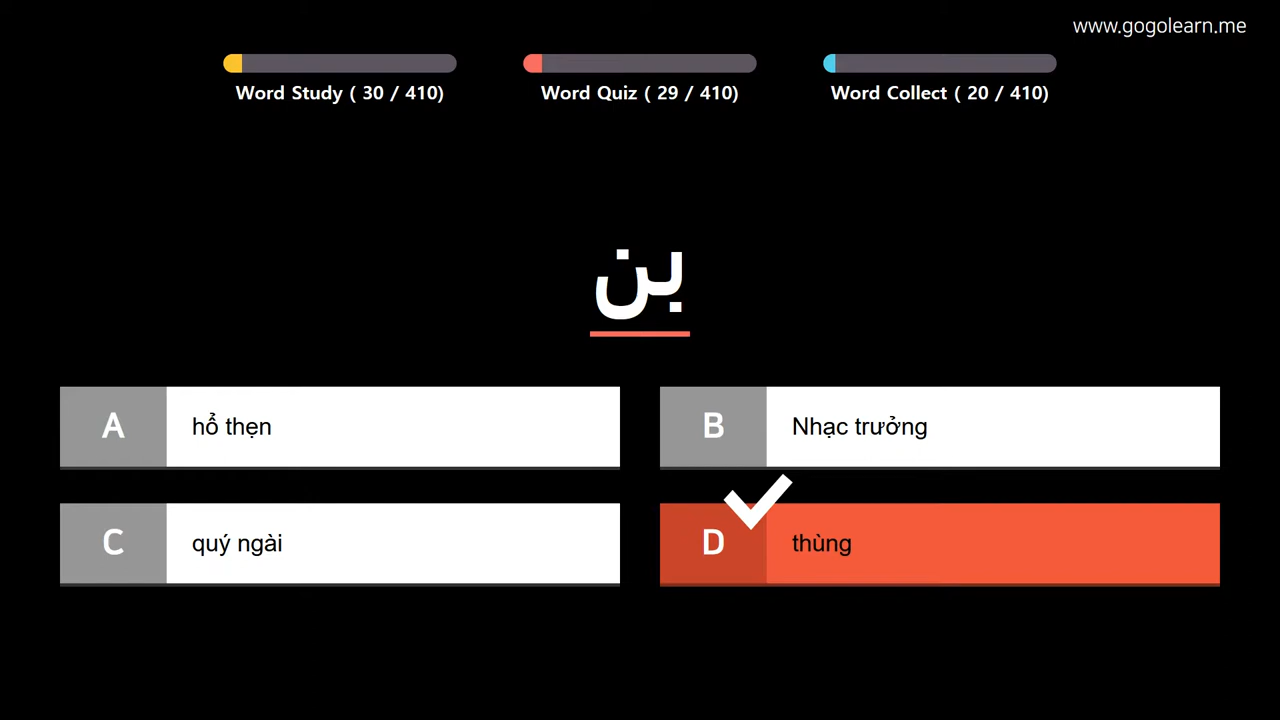 www.gogolearn.me
Word Study ( 30 / 410)
Word Quiz ( 29 / 410)
Word Collect ( 20 / 410)
بن
A hổ thẹn
B Nhạc trưởng
C quý ngài
D thùng